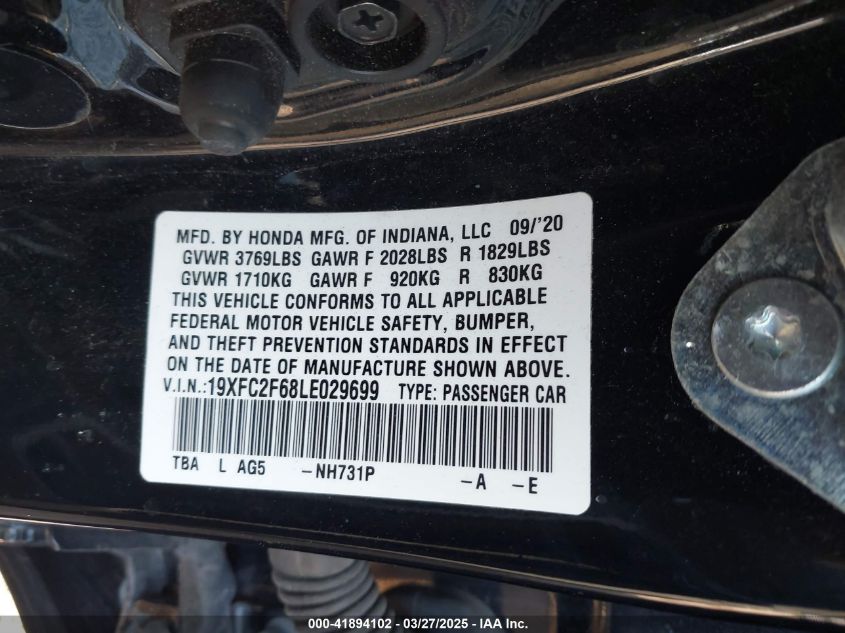 MFD. BY HONDA MFG. OF INDIANA, LLC 09/'20
GVWR 3769LBS GAWR F 2028LBS R 1829LBS
GVWR 1710KG GAWR F 920KG R 830KG
THIS VEHICLE CONFORMS TO ALL APPLICABLE
FEDERAL MOTOR VEHICLE SAFETY, BUMPER,
AND THEFT PREVENTION STANDARDS IN EFFECT
ON THE DATE OF MANUFACTURE SHOWN ABOVE.
V.I.N.:19XFC2F68LE029699 TYPE: PASSENGER CAR
TBA L AG5 -NH731P -A -E
000-41894102 - 03/27/2025 - IAA Inc.